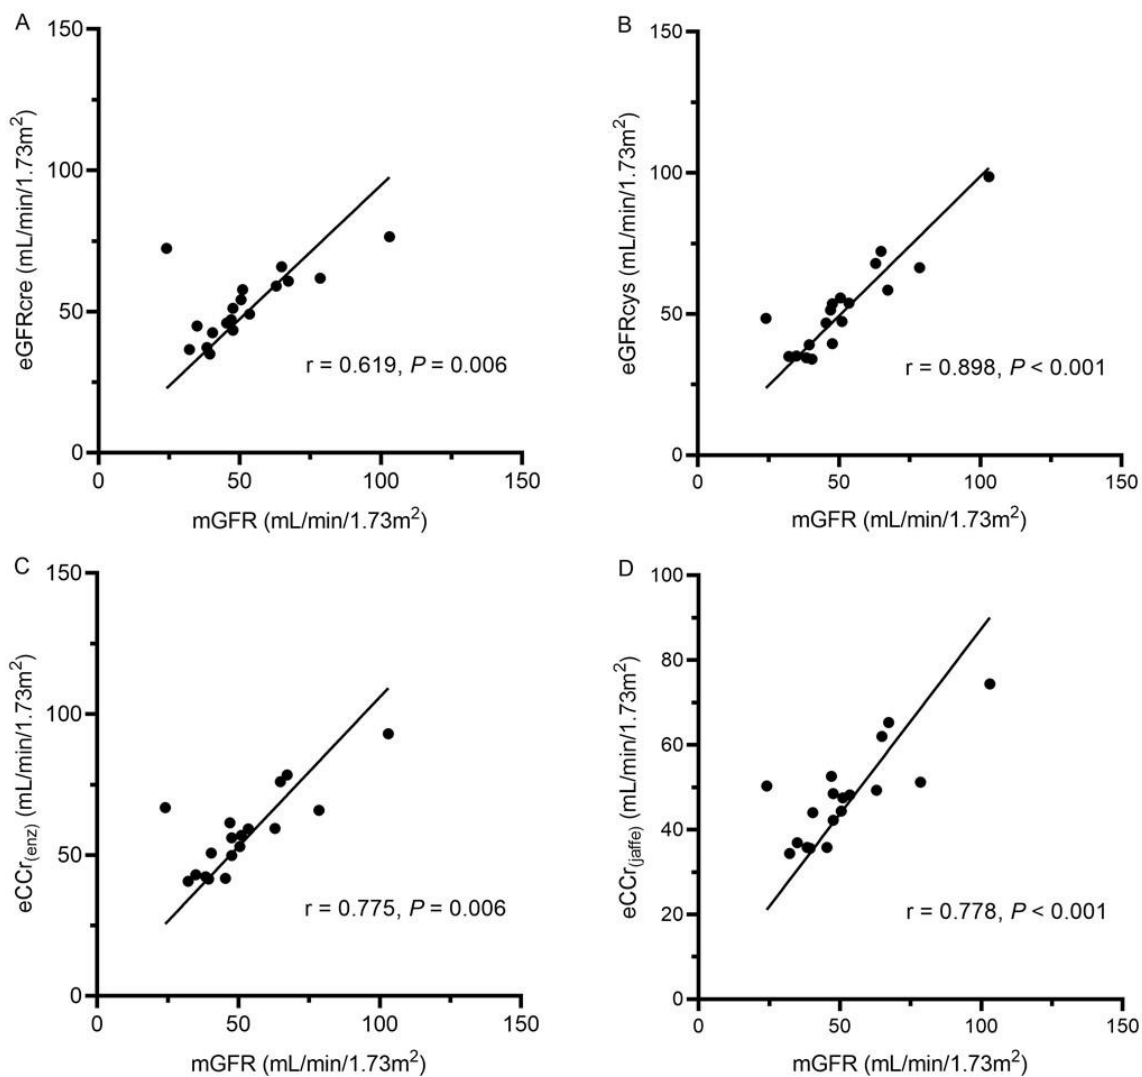 A
150
100
50
0
eGFRcre (mL/min/1.73m²)
r = 0.619, P = 0.006
0 50 100 150
mGFR (mL/min/1.73m²)
B
150
100
50
0
eGFRcys (mL/min/1.73m²)
r = 0.898, P < 0.001
0 50 100 150
mGFR (mL/min/1.73m²)
C
150
100
50
0
eCCr(enz) (mL/min/1.73m²)
r = 0.775, P = 0.006
0 50 100 150
mGFR (mL/min/1.73m²)
D
100
80
60
40
20
0
eCCr(jaffe) (mL/min/1.73m²)
r = 0.778, P < 0.001
0 50 100 150
mGFR (mL/min/1.73m²)